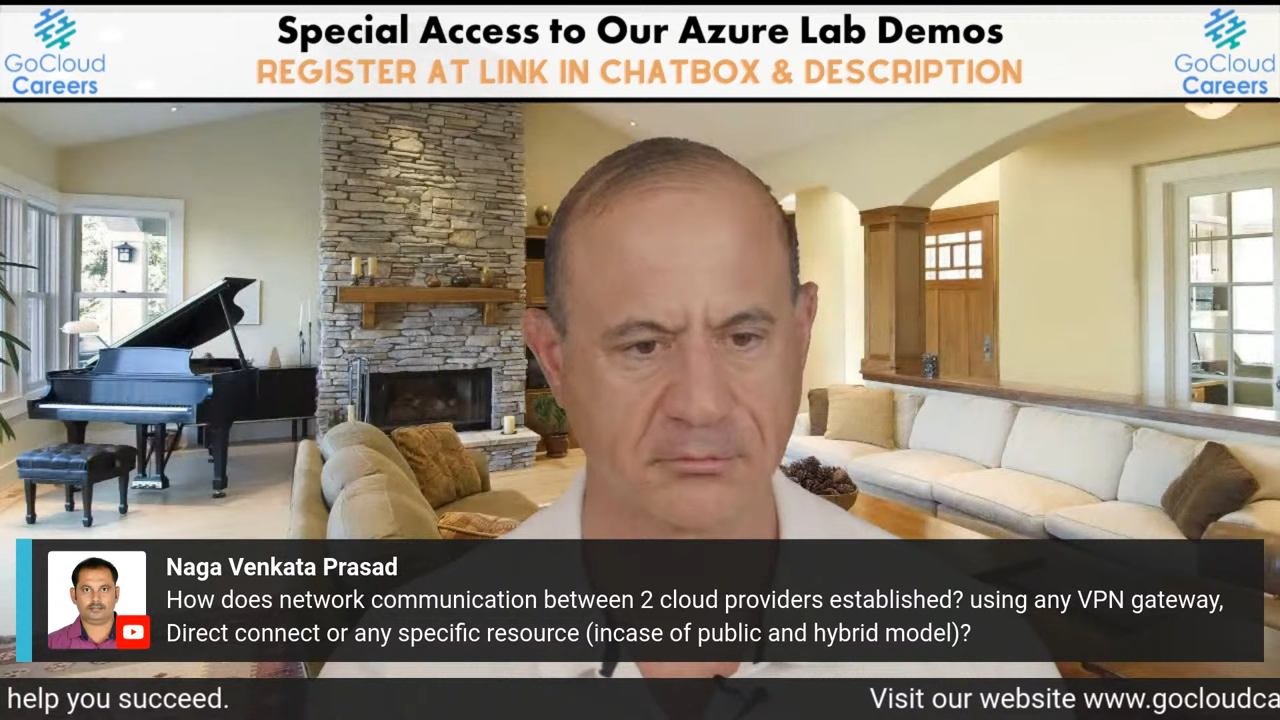 Special Access to Our Azure Lab Demos
REGISTER AT LINK IN CHATBOX & DESCRIPTION
GoCloud
Careers
GoCloud
Careers
Naga Venkata Prasad
How does network communication between 2 cloud providers established? using any VPN gateway,
Direct connect or any specific resource (incase of public and hybrid model)?
help you succeed.
Visit our website www.gocloudca